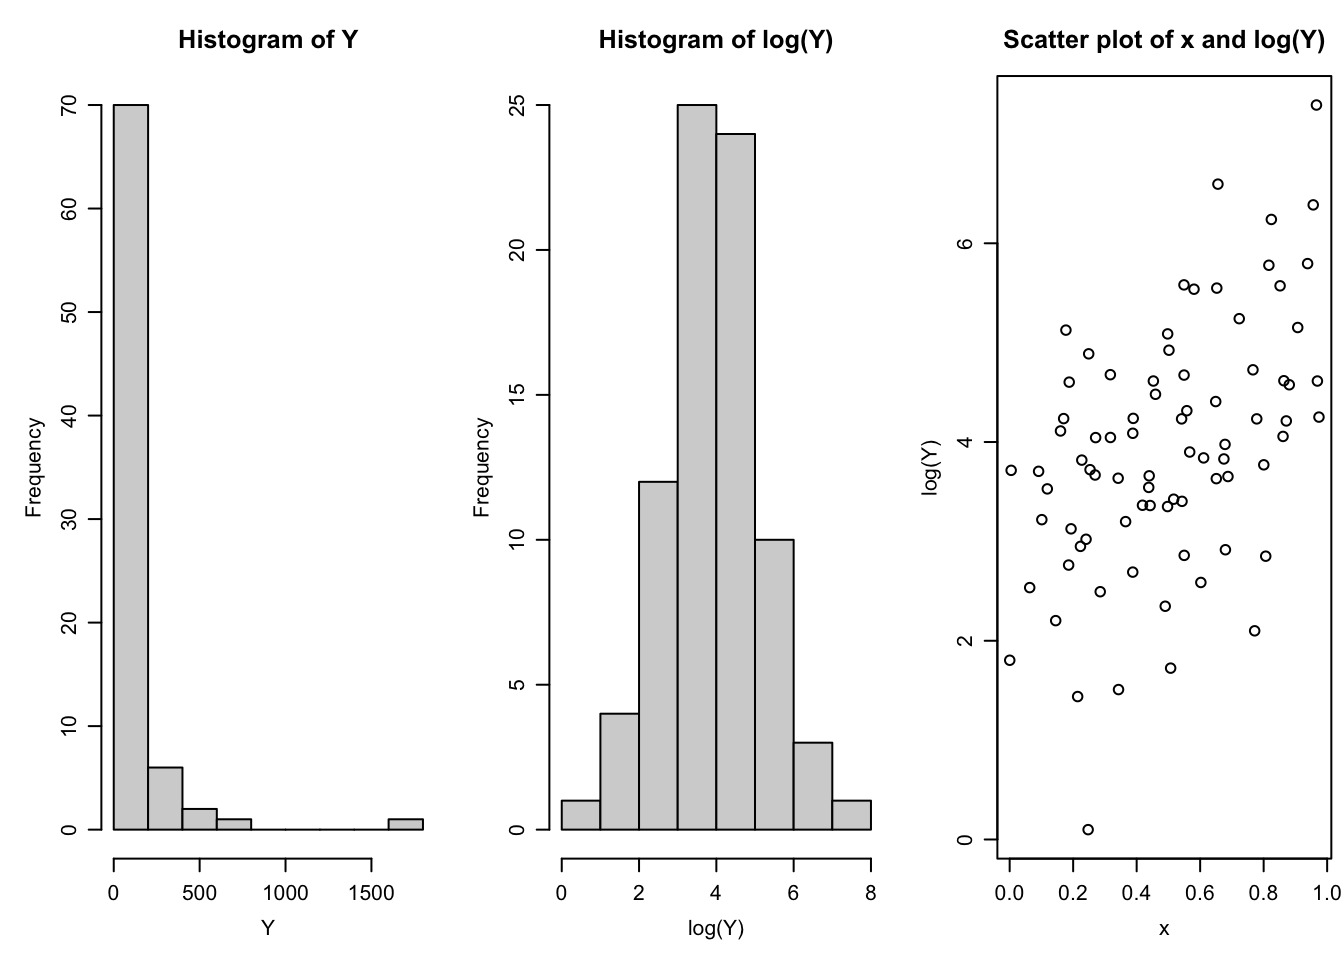 Histogram of Y
Frequency
70
60
50
40
30
20
10
0
0 500 1000 1500
Y
Histogram of log(Y)
Frequency
25
20
15
10
5
0
0 2 4 6 8
log(Y)
Scatter plot of x and log(Y)
log(Y)
6
4
2
0
0.0 0.2 0.4 0.6 0.8 1.0
x